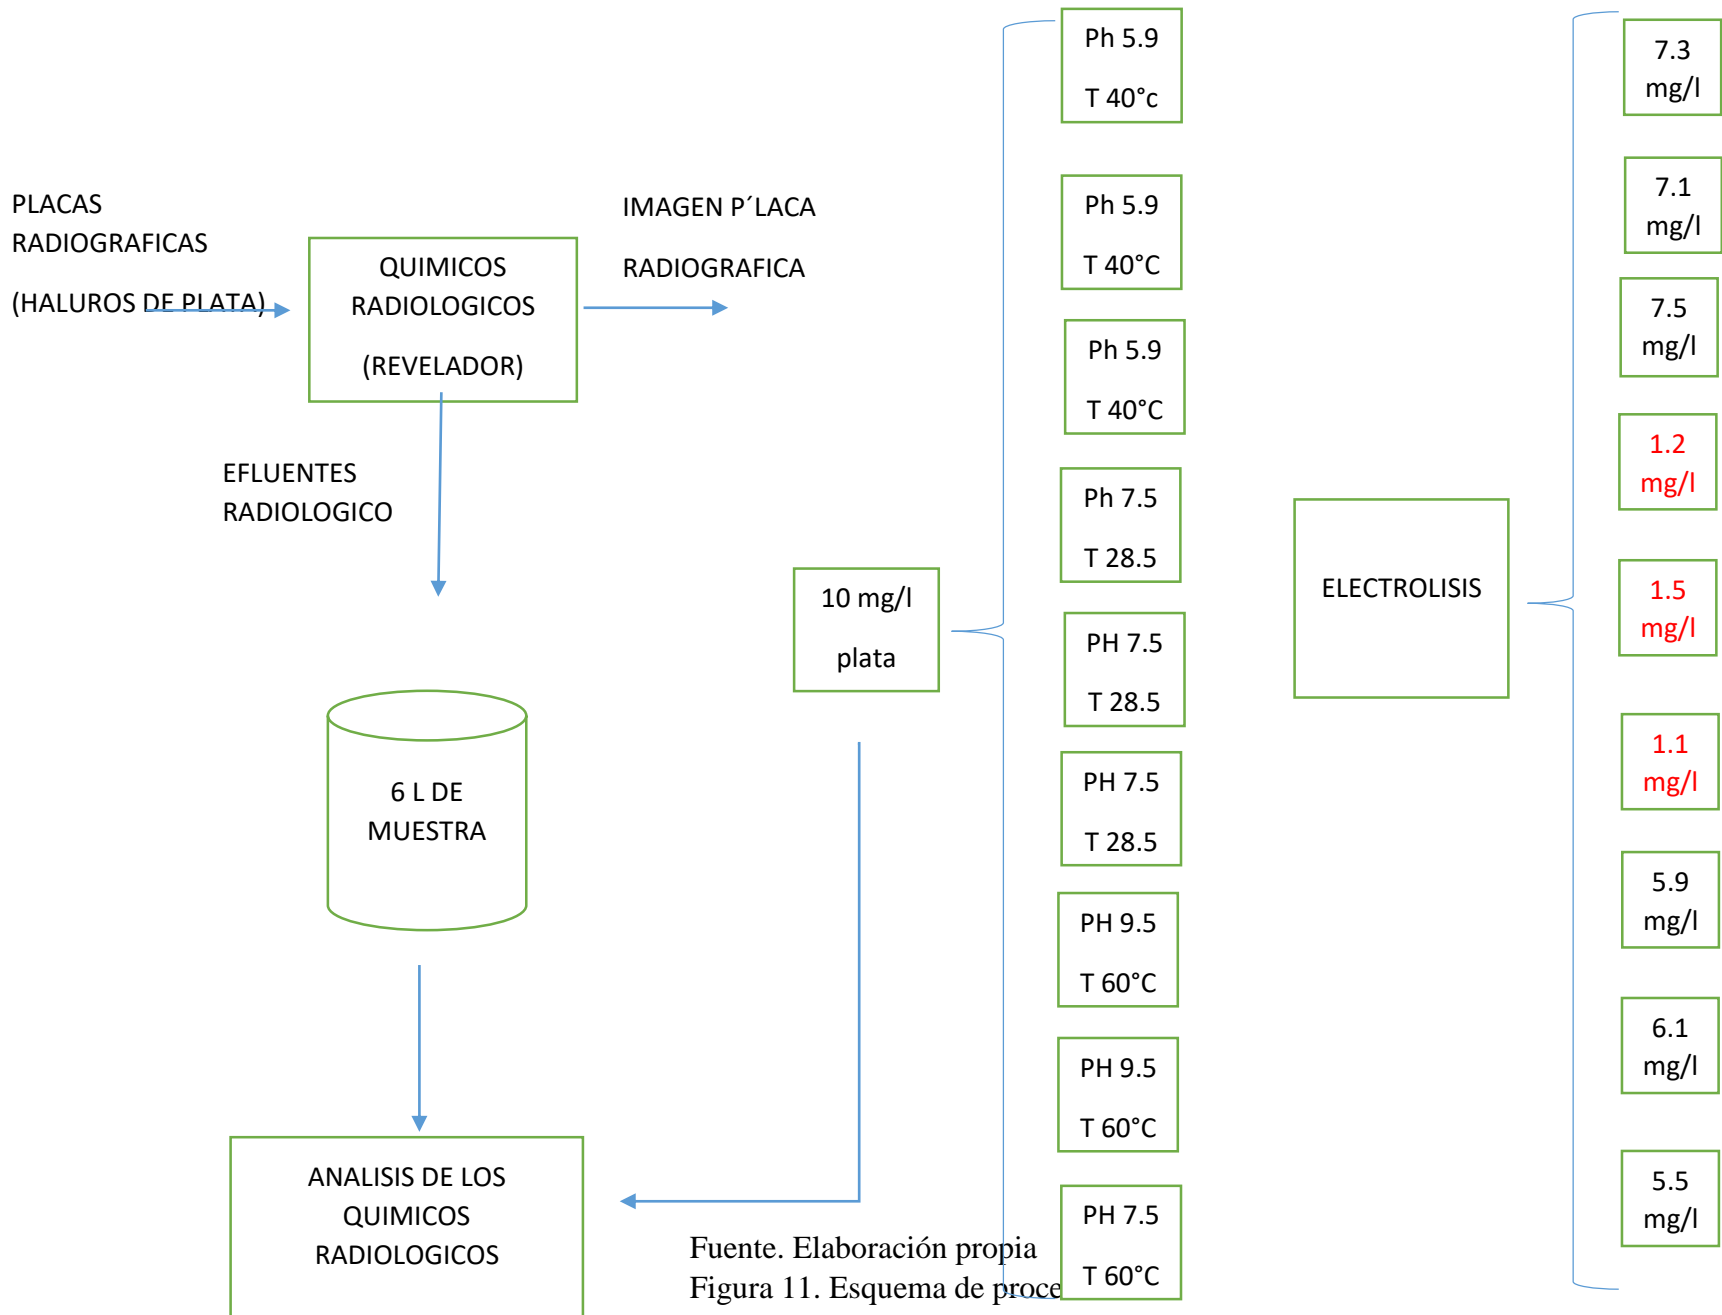 PLACAS
RADIOGRAFICAS
(HALUROS DE PLATA)
QUIMICOS
RADIOLOGICOS
(REVELADOR)
IMAGEN P´LACA
RADIOGRAFICA
EFLUENTES
RADIOLOGICO
6 L DE
MUESTRA
ANALISIS DE LOS
QUIMICOS
RADIOLOGICOS
10 mg/l
plata
Ph 5.9
T 40°c
Ph 5.9
T 40°C
Ph 5.9
T 40°C
Ph 7.5
T 28.5
PH 7.5
T 28.5
PH 7.5
T 28.5
PH 9.5
T 60°C
PH 9.5
T 60°C
PH 7.5
T 60°C
ELECTROLISIS
7.3
mg/l
7.1
mg/l
7.5
mg/l
1.2
mg/l
1.5
mg/l
1.1
mg/l
5.9
mg/l
6.1
mg/l
5.5
mg/l
Fuente. Elaboración propia
Figura 11. Esquema de proce